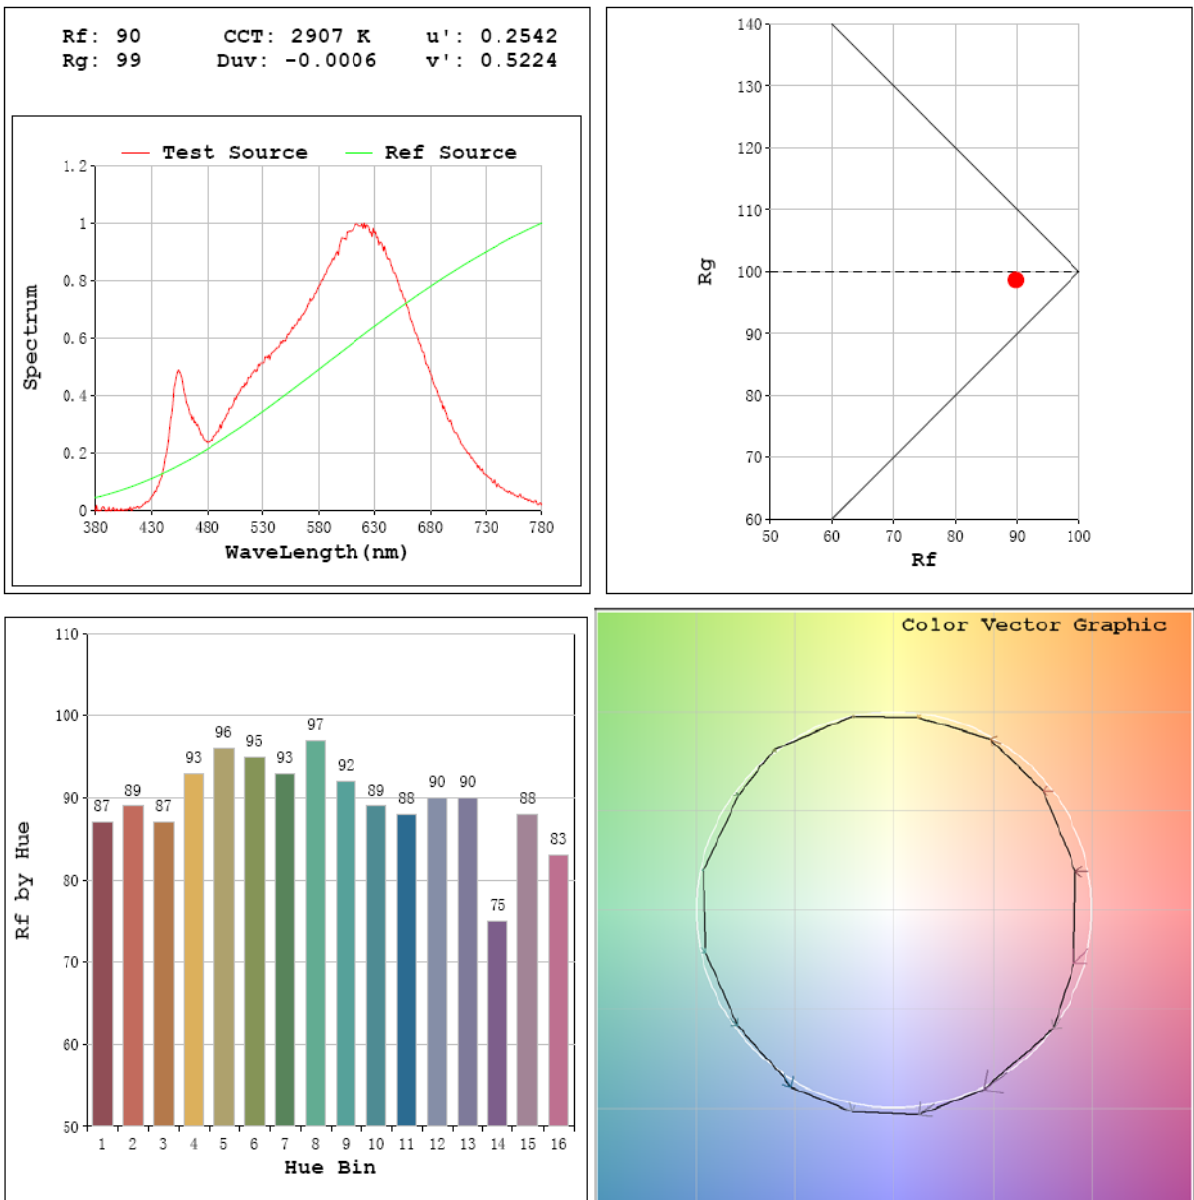 Rf: 90 CCT: 2907 K u': 0.2542
Rg: 99 Duv: -0.0006 v': 0.5224
Test Source Ref Source
1.2
1
0.8
0.6
0.4
0.2
0
Spectrum
380 430 480 530 580 630 680 730 780
WaveLength(nm)
140
130
120
110
100
90
80
70
60
Rg
50 60 70 80 90 100
Rf
110
100
90
80
70
60
50
Rf by Hue
87 89 87 93 96 95 93 97 92 89 88 90 90 75 88 83
1 2 3 4 5 6 7 8 9 10 11 12 13 14 15 16
Hue Bin
Color Vector Graphic